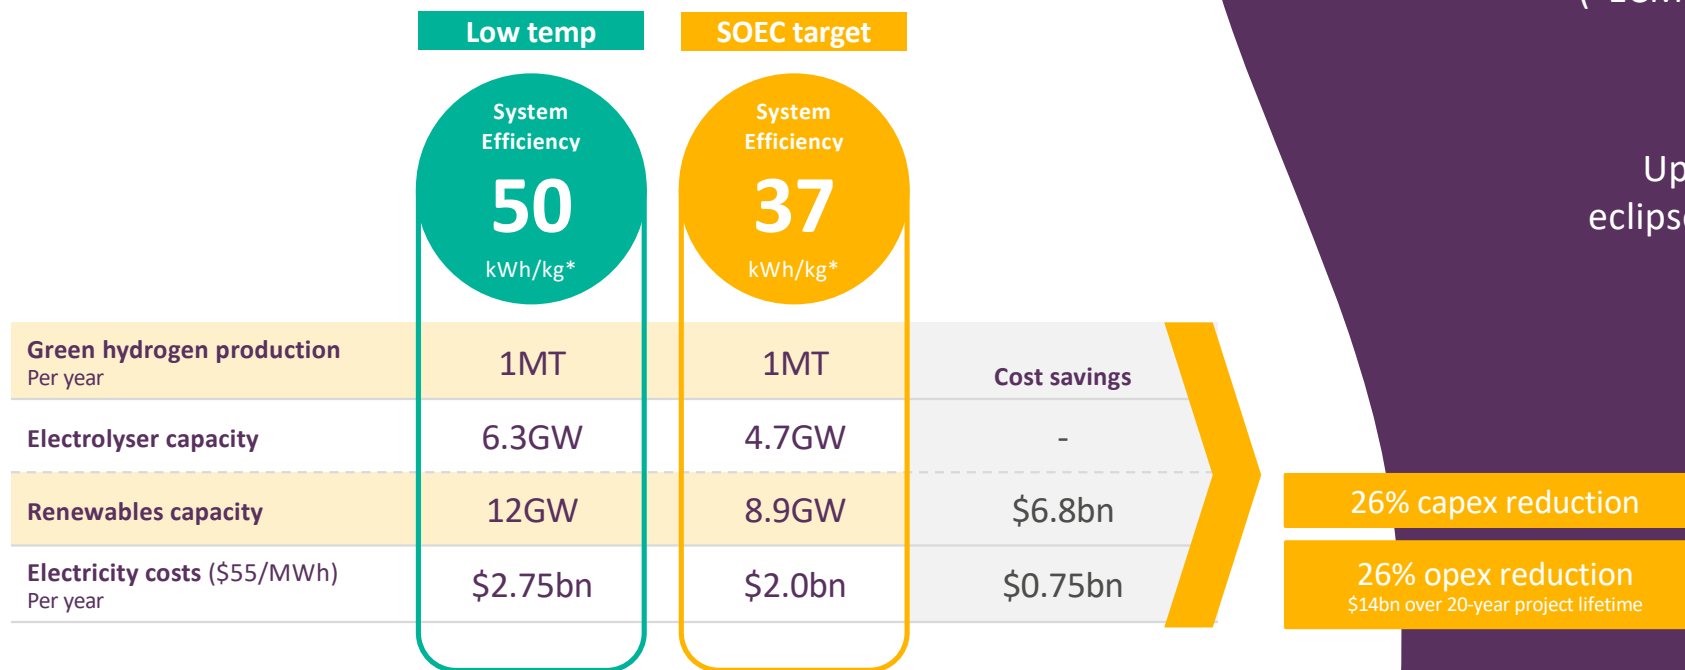 Low temp
SOEC target
System
Efficiency
50
kWh/kg*
System
Efficiency
37
kWh/kg*
Up
Green hydrogen production
Per year
1MT
1MT
Cost savings
Electrolyser capacity
6.3GW
4.7GW
-
Renewables capacity
12GW
8.9GW
$6.8bn
26% capex reduction
Electricity costs ($55/MWh)
Per year
$2.75bn
$2.0bn
$0.75bn
26% opex reduction
$14bn over 20-year project lifetime